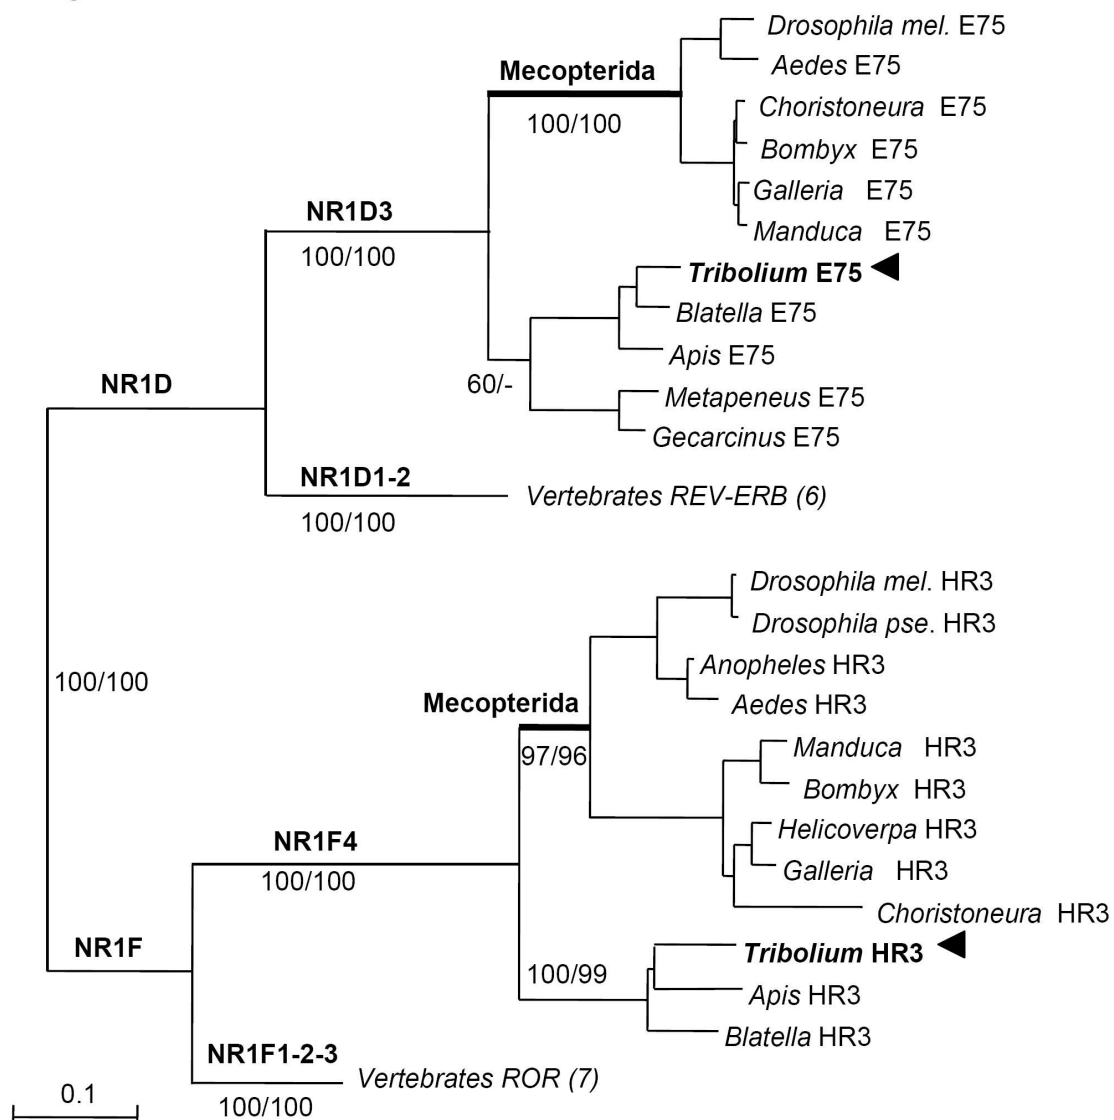 Drosophila mel. E75
Aedes E75
Mecopterida
100/100
Choristoneura E75
Bombyx E75
Galleria E75
Manduca E75
NR1D3
100/100
Tribolium E75
Blatella E75
Apis E75
60/-
Metapeneus E75
Gecarcinus E75
NR1D
NR1D1-2
100/100
Vertebrates REV-ERB (6)
100/100
Drosophila mel. HR3
Drosophila pse. HR3
Anopheles HR3
Aedes HR3
Mecopterida
97/96
Manduca HR3
Bombyx HR3
Helicoverpa HR3
Galleria HR3
Choristoneura HR3
NR1F4
100/100
NR1F
Tribolium HR3
100/99
Apis HR3
Blatella HR3
NR1F1-2-3
100/100
Vertebrates ROR (7)
0.1